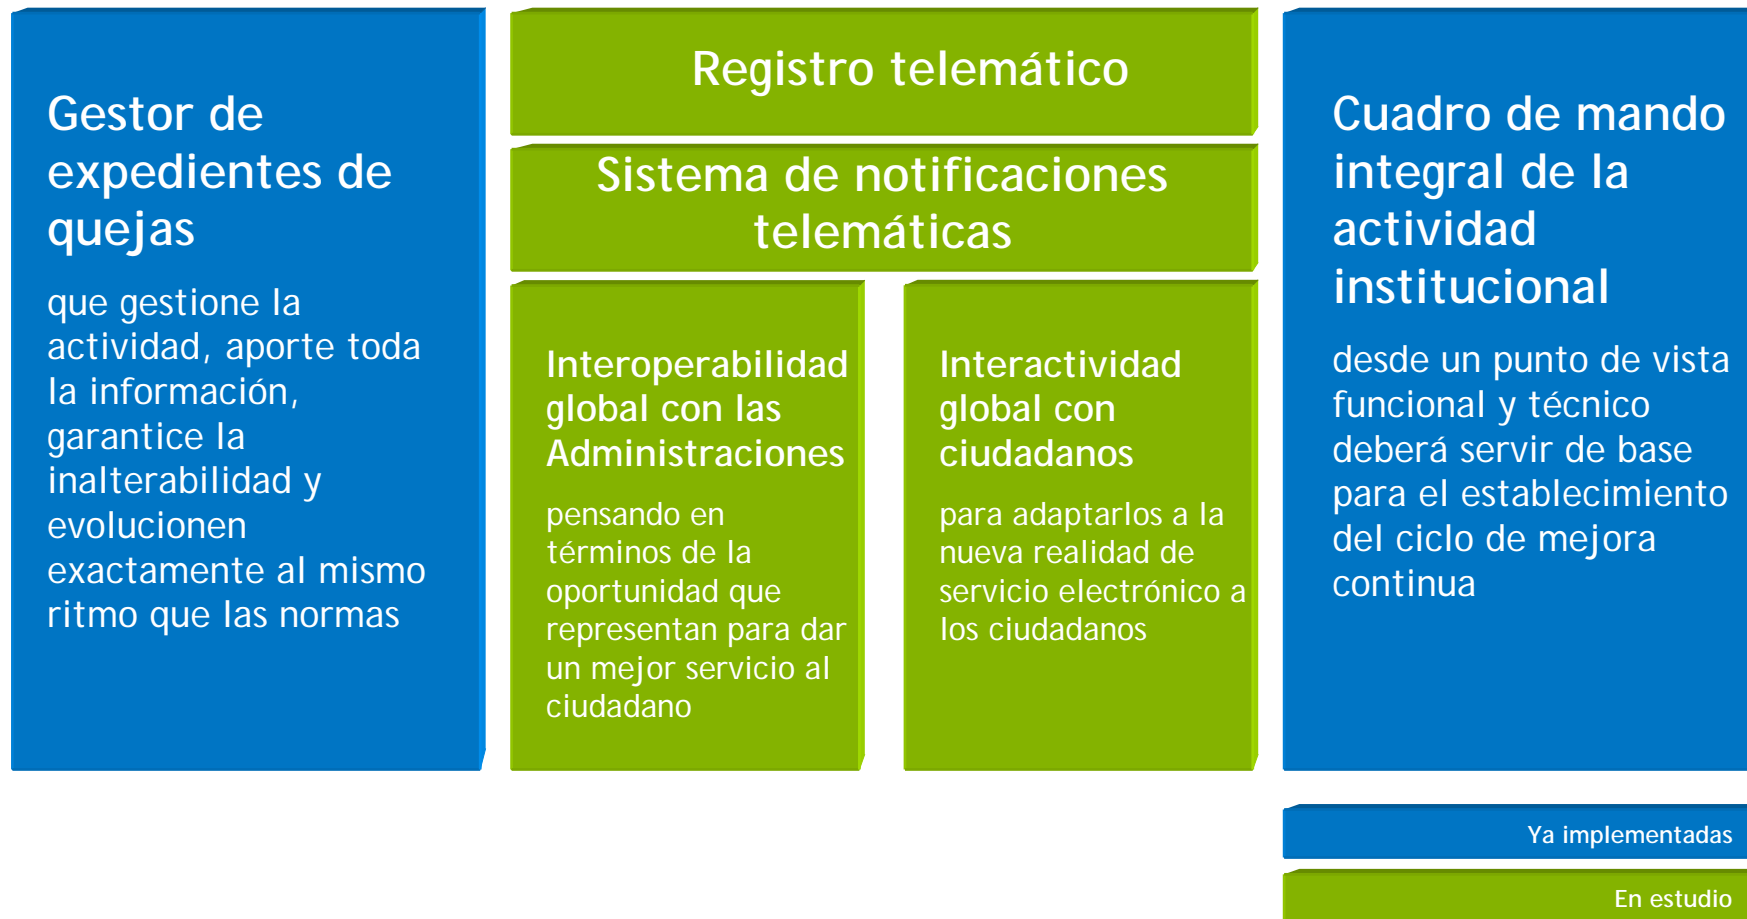 Gestor de
expedientes de
quejas
que gestione la
actividad, aporte toda
la información,
garantice la
inalterabilidad y
evolucionen
exactamente al mismo
ritmo que las normas
Registro telemático
Sistema de notificaciones
telemáticas
Interoperabilidad
global con las
Administraciones
pensando en
términos de la
oportunidad que
representan para dar
un mejor servicio al
ciudadano
Interactividad
global con
ciudadanos
para adaptarlos a la
nueva realidad de
servicio electrónico a
los ciudadanos
Cuadro de mando
integral de la
actividad
institucional
desde un punto de vista
funcional y técnico
deberá servir de base
para el establecimiento
del ciclo de mejora
continua
Ya implementadas
En estudio